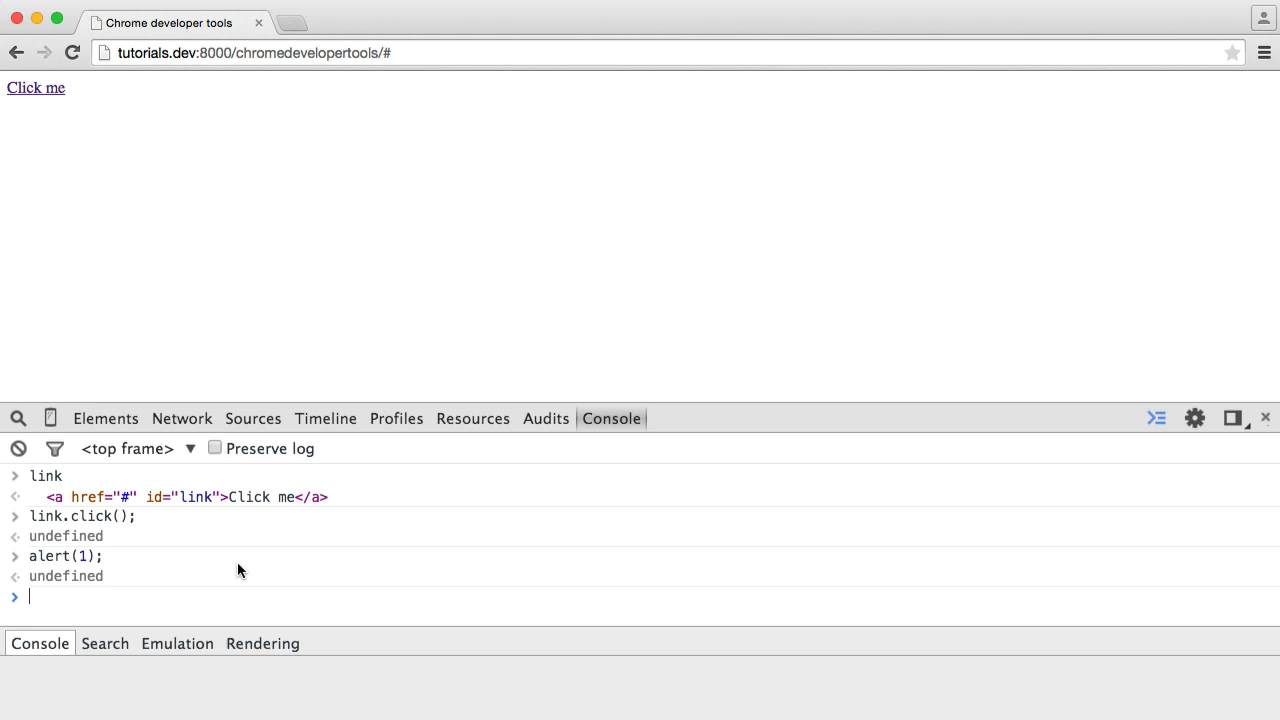 Chrome developer tools
tutorials.dev:8000/chromedevelopertools/#
Click me
Elements Network Sources Timeline Profiles Resources Audits Console
<top frame> ▼ Preserve log
link
<a href="#" id="link">Click me</a>
link.click();
undefined
alert(1);
undefined
Console Search Emulation Rendering